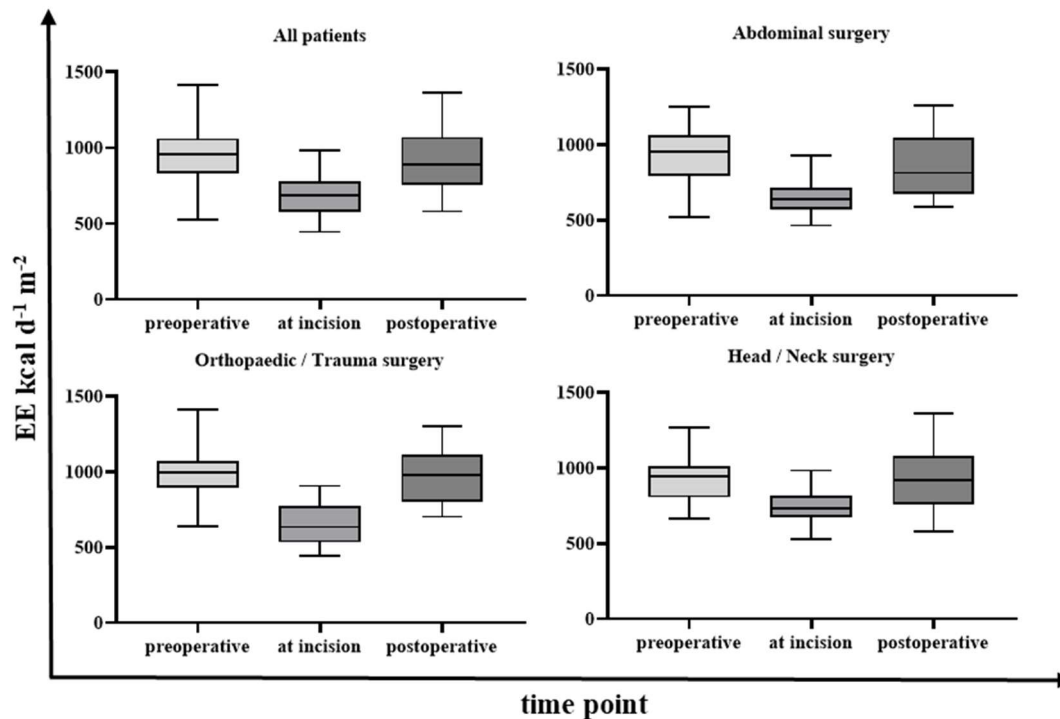 EE kcal d⁻¹ m⁻²
All patients
1500
1000
500
0
preoperative at incision postoperative
Abdominal surgery
1500
1000
500
0
preoperative at incision postoperative
Orthopaedic / Trauma surgery
1500
1000
500
0
preoperative at incision postoperative
Head / Neck surgery
1500
1000
500
0
preoperative at incision postoperative
time point